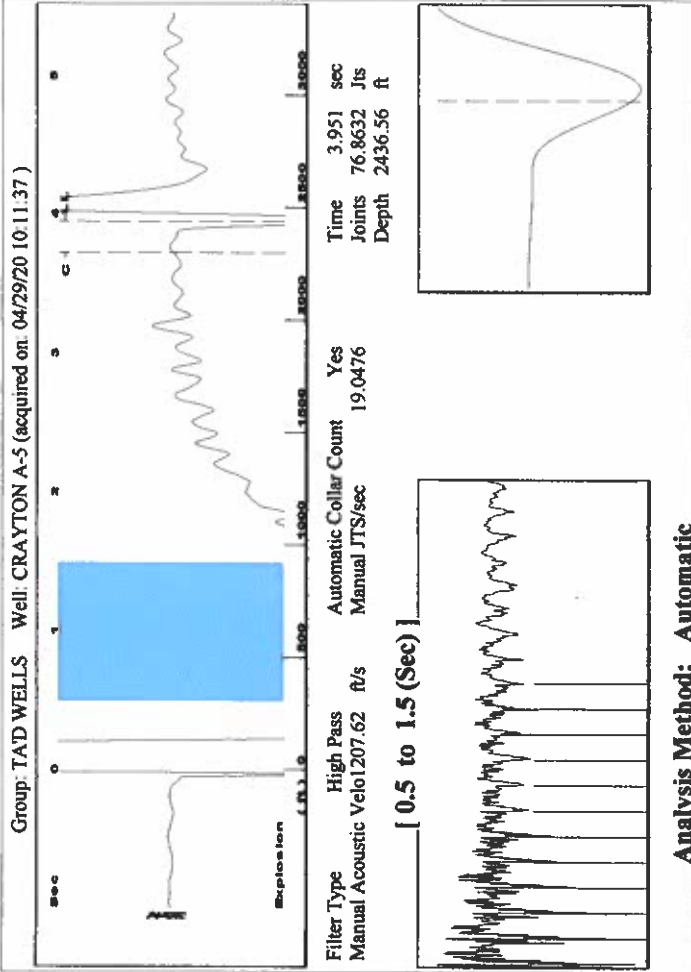 Group: TA'D WELLS Well: CRAYTON A-5 (acquired on: 04/29/20 10:11:37 )
Sec 0 1 2 3 C 4 L 5
Explosion
( ft ) 0 500 1000 1500 2000 2500 3000
Filter Type High Pass Automatic Collar Count Yes Time 3.951 sec
Manual Acoustic Velo1207.62 ft/s Manual JTS/sec 19.0476 Joints 76.8632 Jts
Depth 2436.56 ft
[ 0.5 to 1.5 (Sec) ]
Analysis Method: Automatic